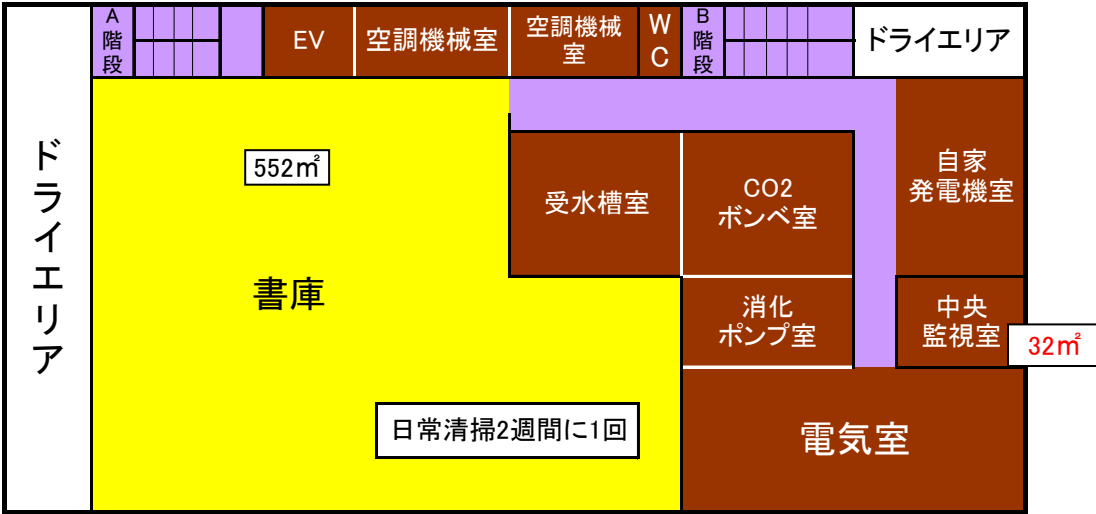 A
階
段
EV
空調機械室
空調機械
室
W
C
B
階
段
ドライエリア
ド
ラ
イ
エ
リ
ア
552㎡
書庫
受水槽室
CO2
ボンベ室
自家
発電機室
消化
ポンプ室
中央
監視室
32㎡
日常清掃2週間に1回
電気室